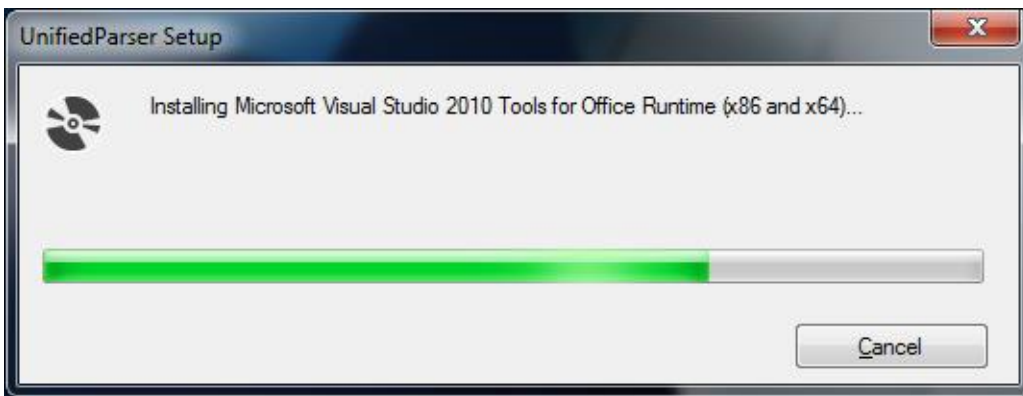 UnifiedParser Setup
Installing Microsoft Visual Studio 2010 Tools for Office Runtime (x86 and x64)...
Cancel